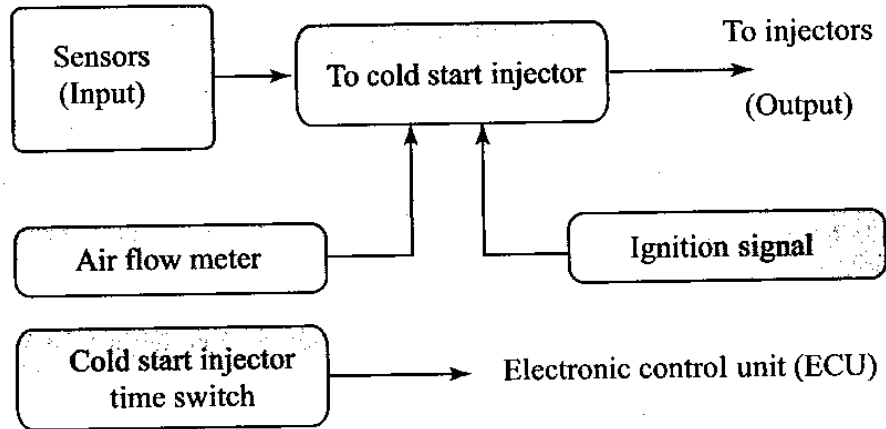 Sensors
(Input)
To cold start injector
To injectors
(Output)
Air flow meter
Ignition signal
Cold start injector
time switch
Electronic control unit (ECU)